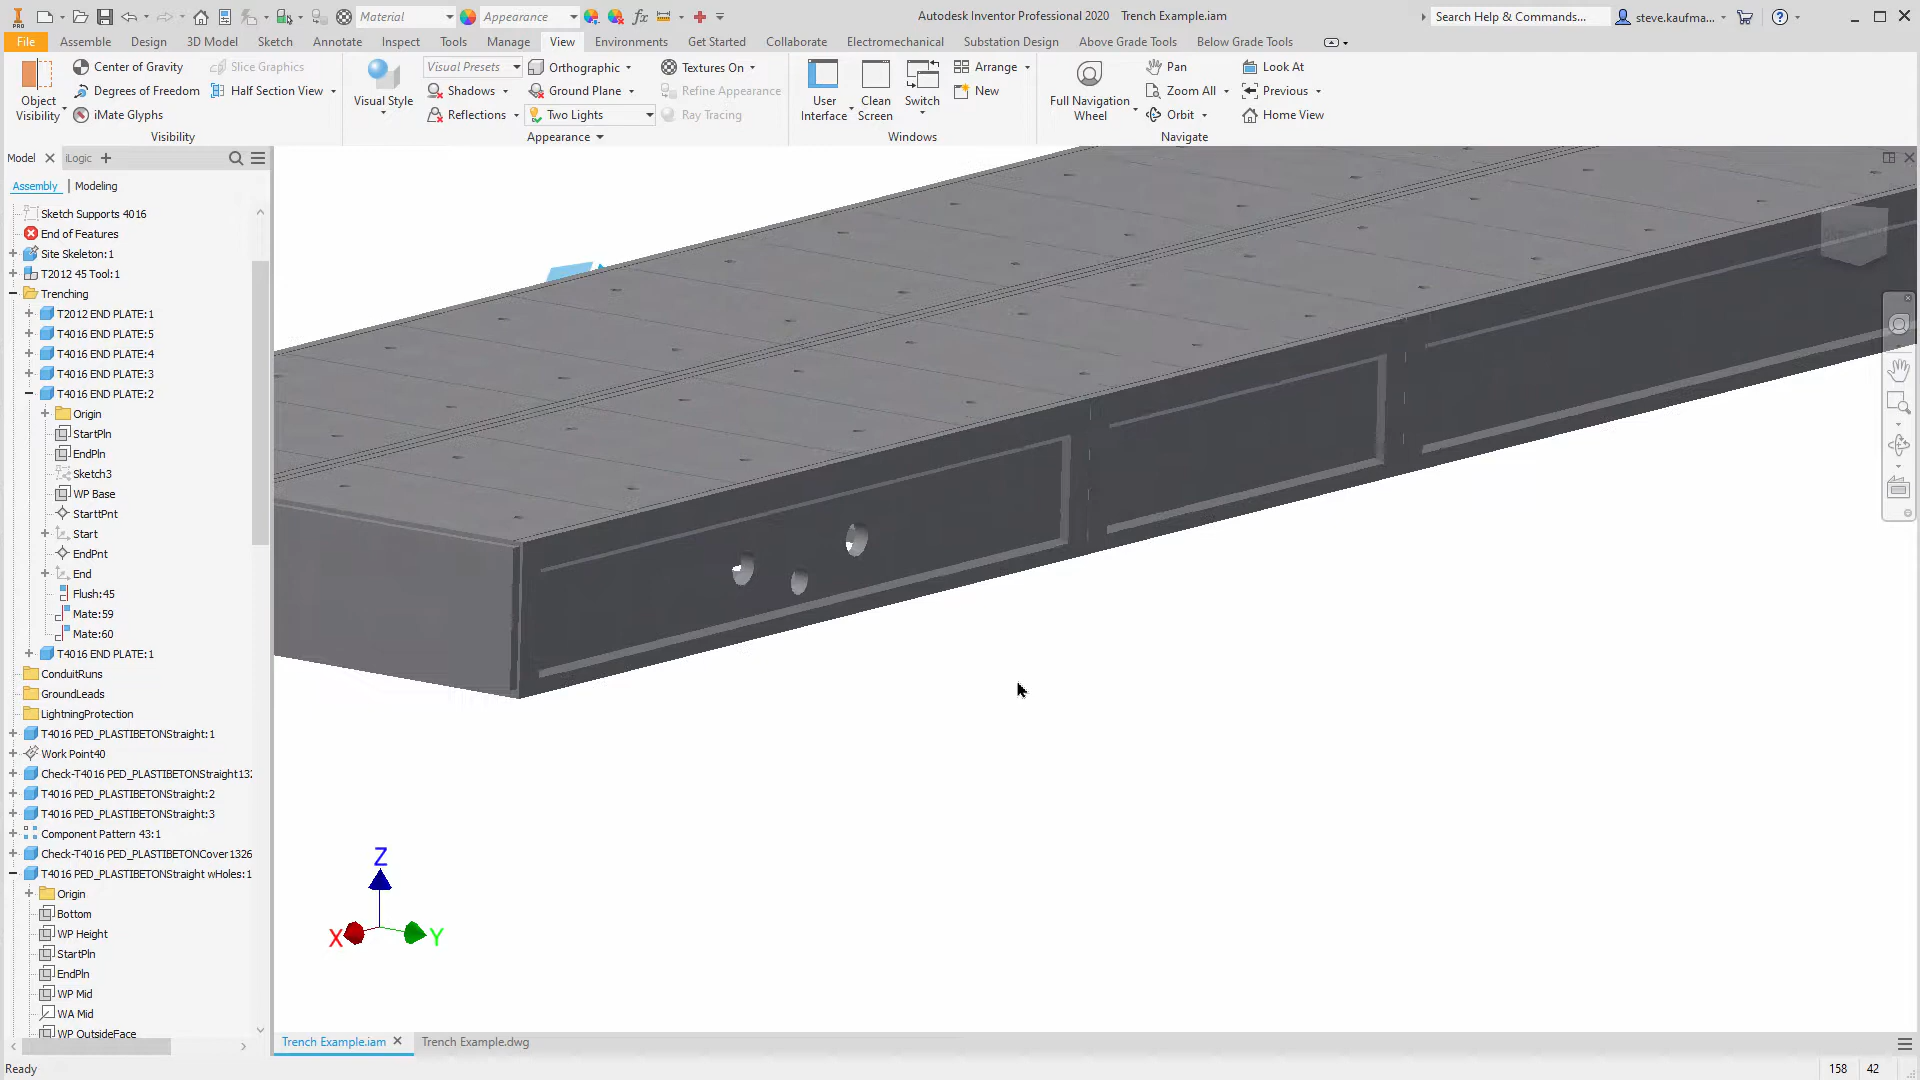 Material
Appearance
Autodesk Inventor Professional 2020 Trench Example.iam
Search Help & Commands...
steve.kaufma...
File Assemble Design 3D Model Sketch Annotate Inspect Tools Manage View Environments Get Started Collaborate Electromechanical Substation Design Above Grade Tools Below Grade Tools
Object Visibility
Center of Gravity
Degrees of Freedom
iMate Glyphs
Slice Graphics
Half Section View
Visibility
Visual Style
Visual Presets
Shadows
Reflections
Orthographic
Ground Plane
Two Lights
Textures On
Refine Appearance
Ray Tracing
Appearance
User Interface
Clean Screen
Switch
Arrange
New
Windows
Full Navigation Wheel
Pan
Zoom All
Orbit
Look At
Previous
Home View
Navigate
Model
iLogic
Assembly
Modeling
Sketch Supports 4016
End of Features
Site Skeleton:1
T2012 45 Tool:1
Trenching
T2012 END PLATE:1
T4016 END PLATE:5
T4016 END PLATE:4
T4016 END PLATE:3
T4016 END PLATE:2
Origin
StartPln
EndPln
Sketch3
WP Base
StarttPnt
Start
EndPnt
End
Flush:45
Mate:59
Mate:60
T4016 END PLATE:1
ConduitRuns
GroundLeads
LightningProtection
T4016 PED_PLASTIBETONStraight:1
Work Point40
Check-T4016 PED_PLASTIBETONStraight132
T4016 PED_PLASTIBETONStraight:2
T4016 PED_PLASTIBETONStraight:3
Component Pattern 43:1
Check-T4016 PED_PLASTIBETONCover1326
T4016 PED_PLASTIBETONStraight wHoles:1
Origin
Bottom
WP Height
StartPln
EndPln
WP Mid
WA Mid
WP OutsideFace
Z
X
Y
Trench Example.iam
Trench Example.dwg
Ready
158
42